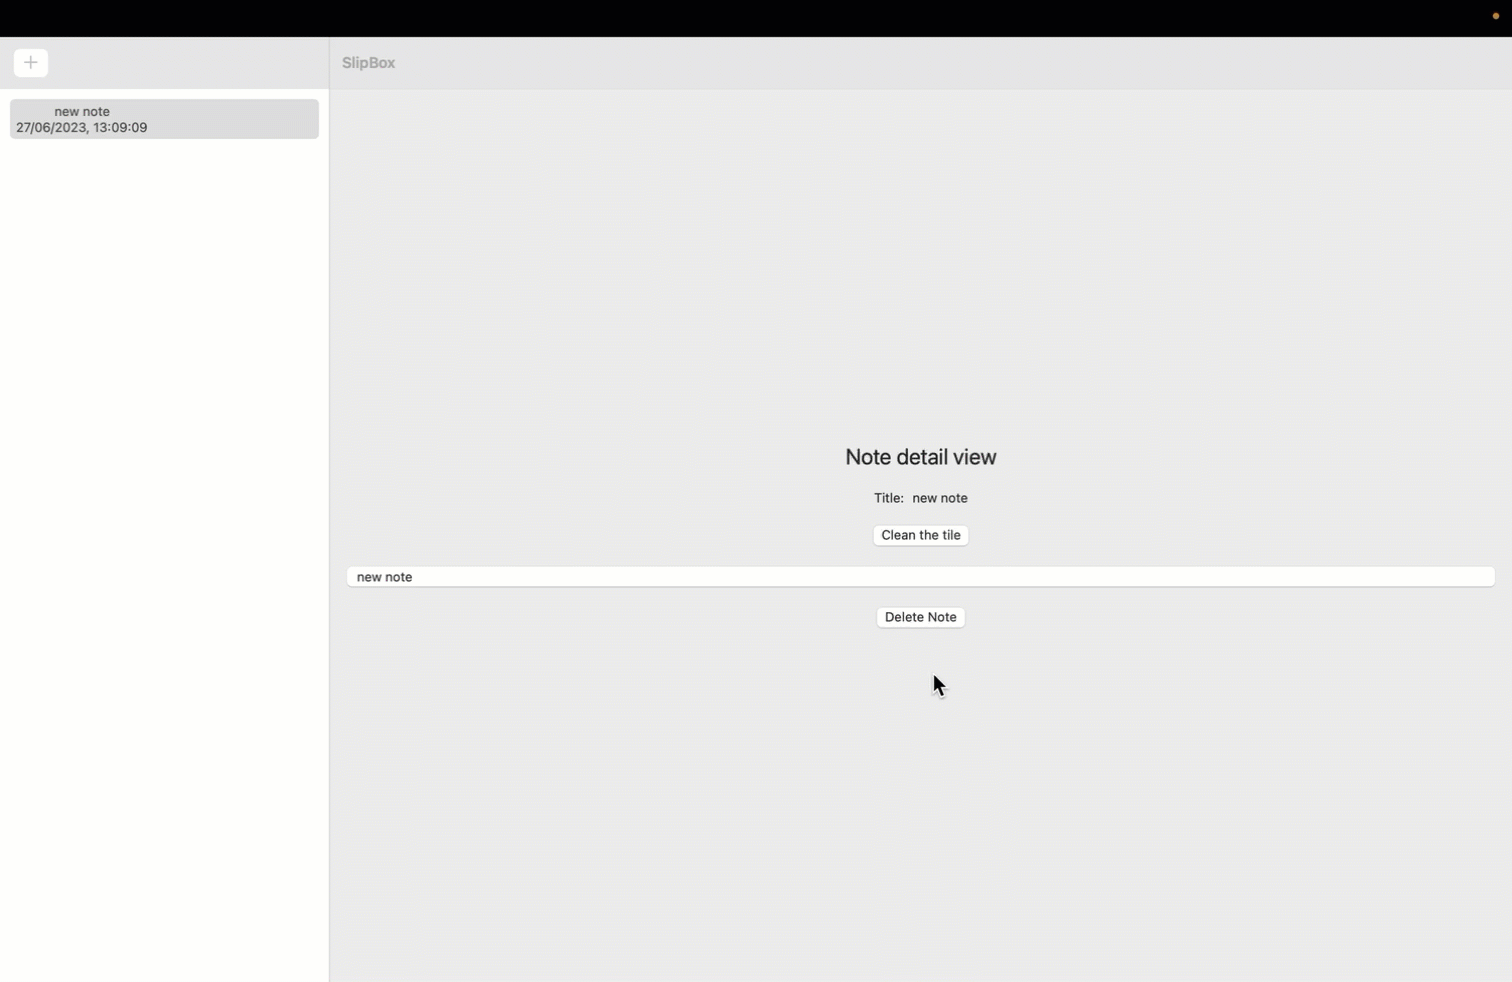 SlipBox
new note
27/06/2023, 13:09:09
Note detail view
Title: new note
Clean the tile
new note
Delete Note